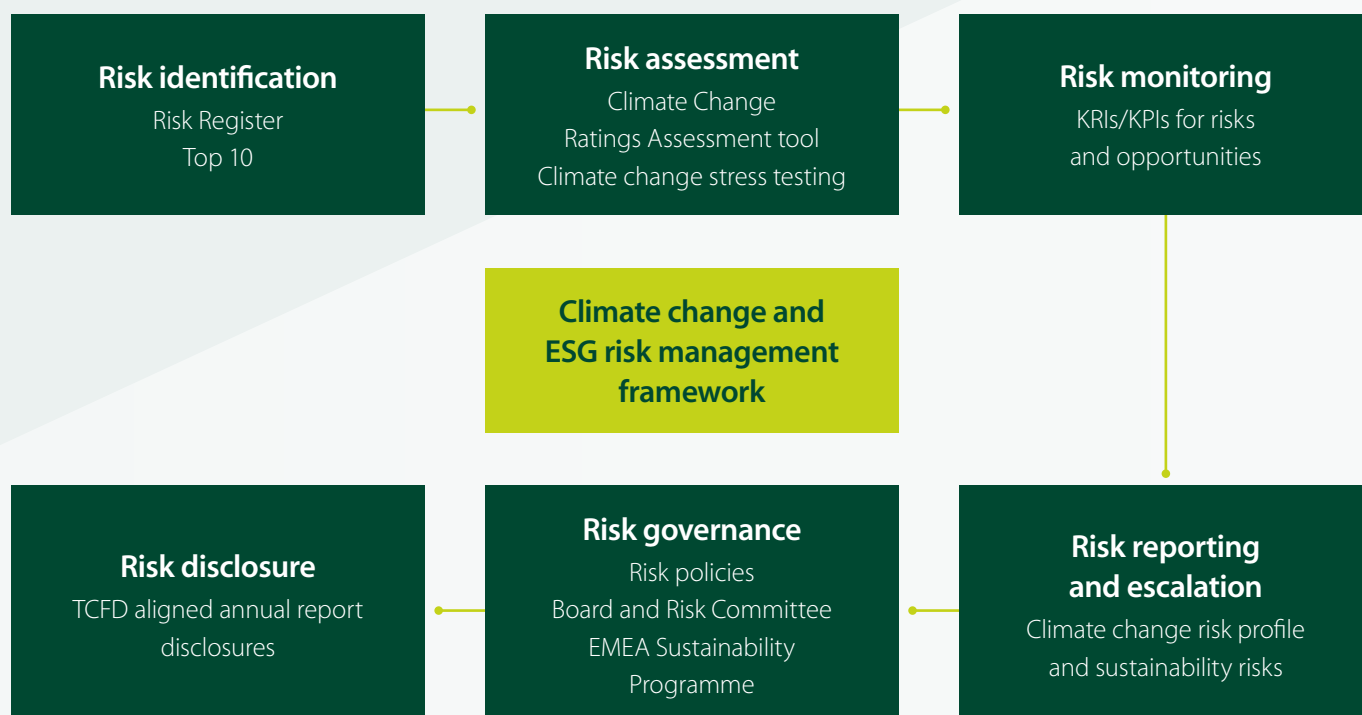 Risk identification
Risk Register
Top 10
Risk assessment
Climate Change
Ratings Assessment tool
Climate change stress testing
Risk monitoring
KRIs/KPIs for risks
and opportunities
Climate change and
ESG risk management
framework
Risk disclosure
TCFD aligned annual report
disclosures
Risk governance
Risk policies
Board and Risk Committee
EMEA Sustainability
Programme
Risk reporting
and escalation
Climate change risk profile
and sustainability risks